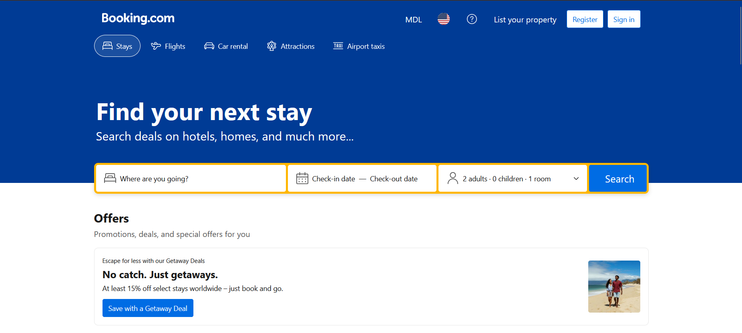 Booking.com
MDL
List your property
Register
Sign in
Stays
Flights
Car rental
Attractions
Airport taxis
Find your next stay
Search deals on hotels, homes, and much more...
Where are you going?
Check-in date — Check-out date
2 adults · 0 children · 1 room
Search
Offers
Promotions, deals, and special offers for you
Escape for less with our Getaway Deals
No catch. Just getaways.
At least 15% off select stays worldwide – just book and go.
Save with a Getaway Deal